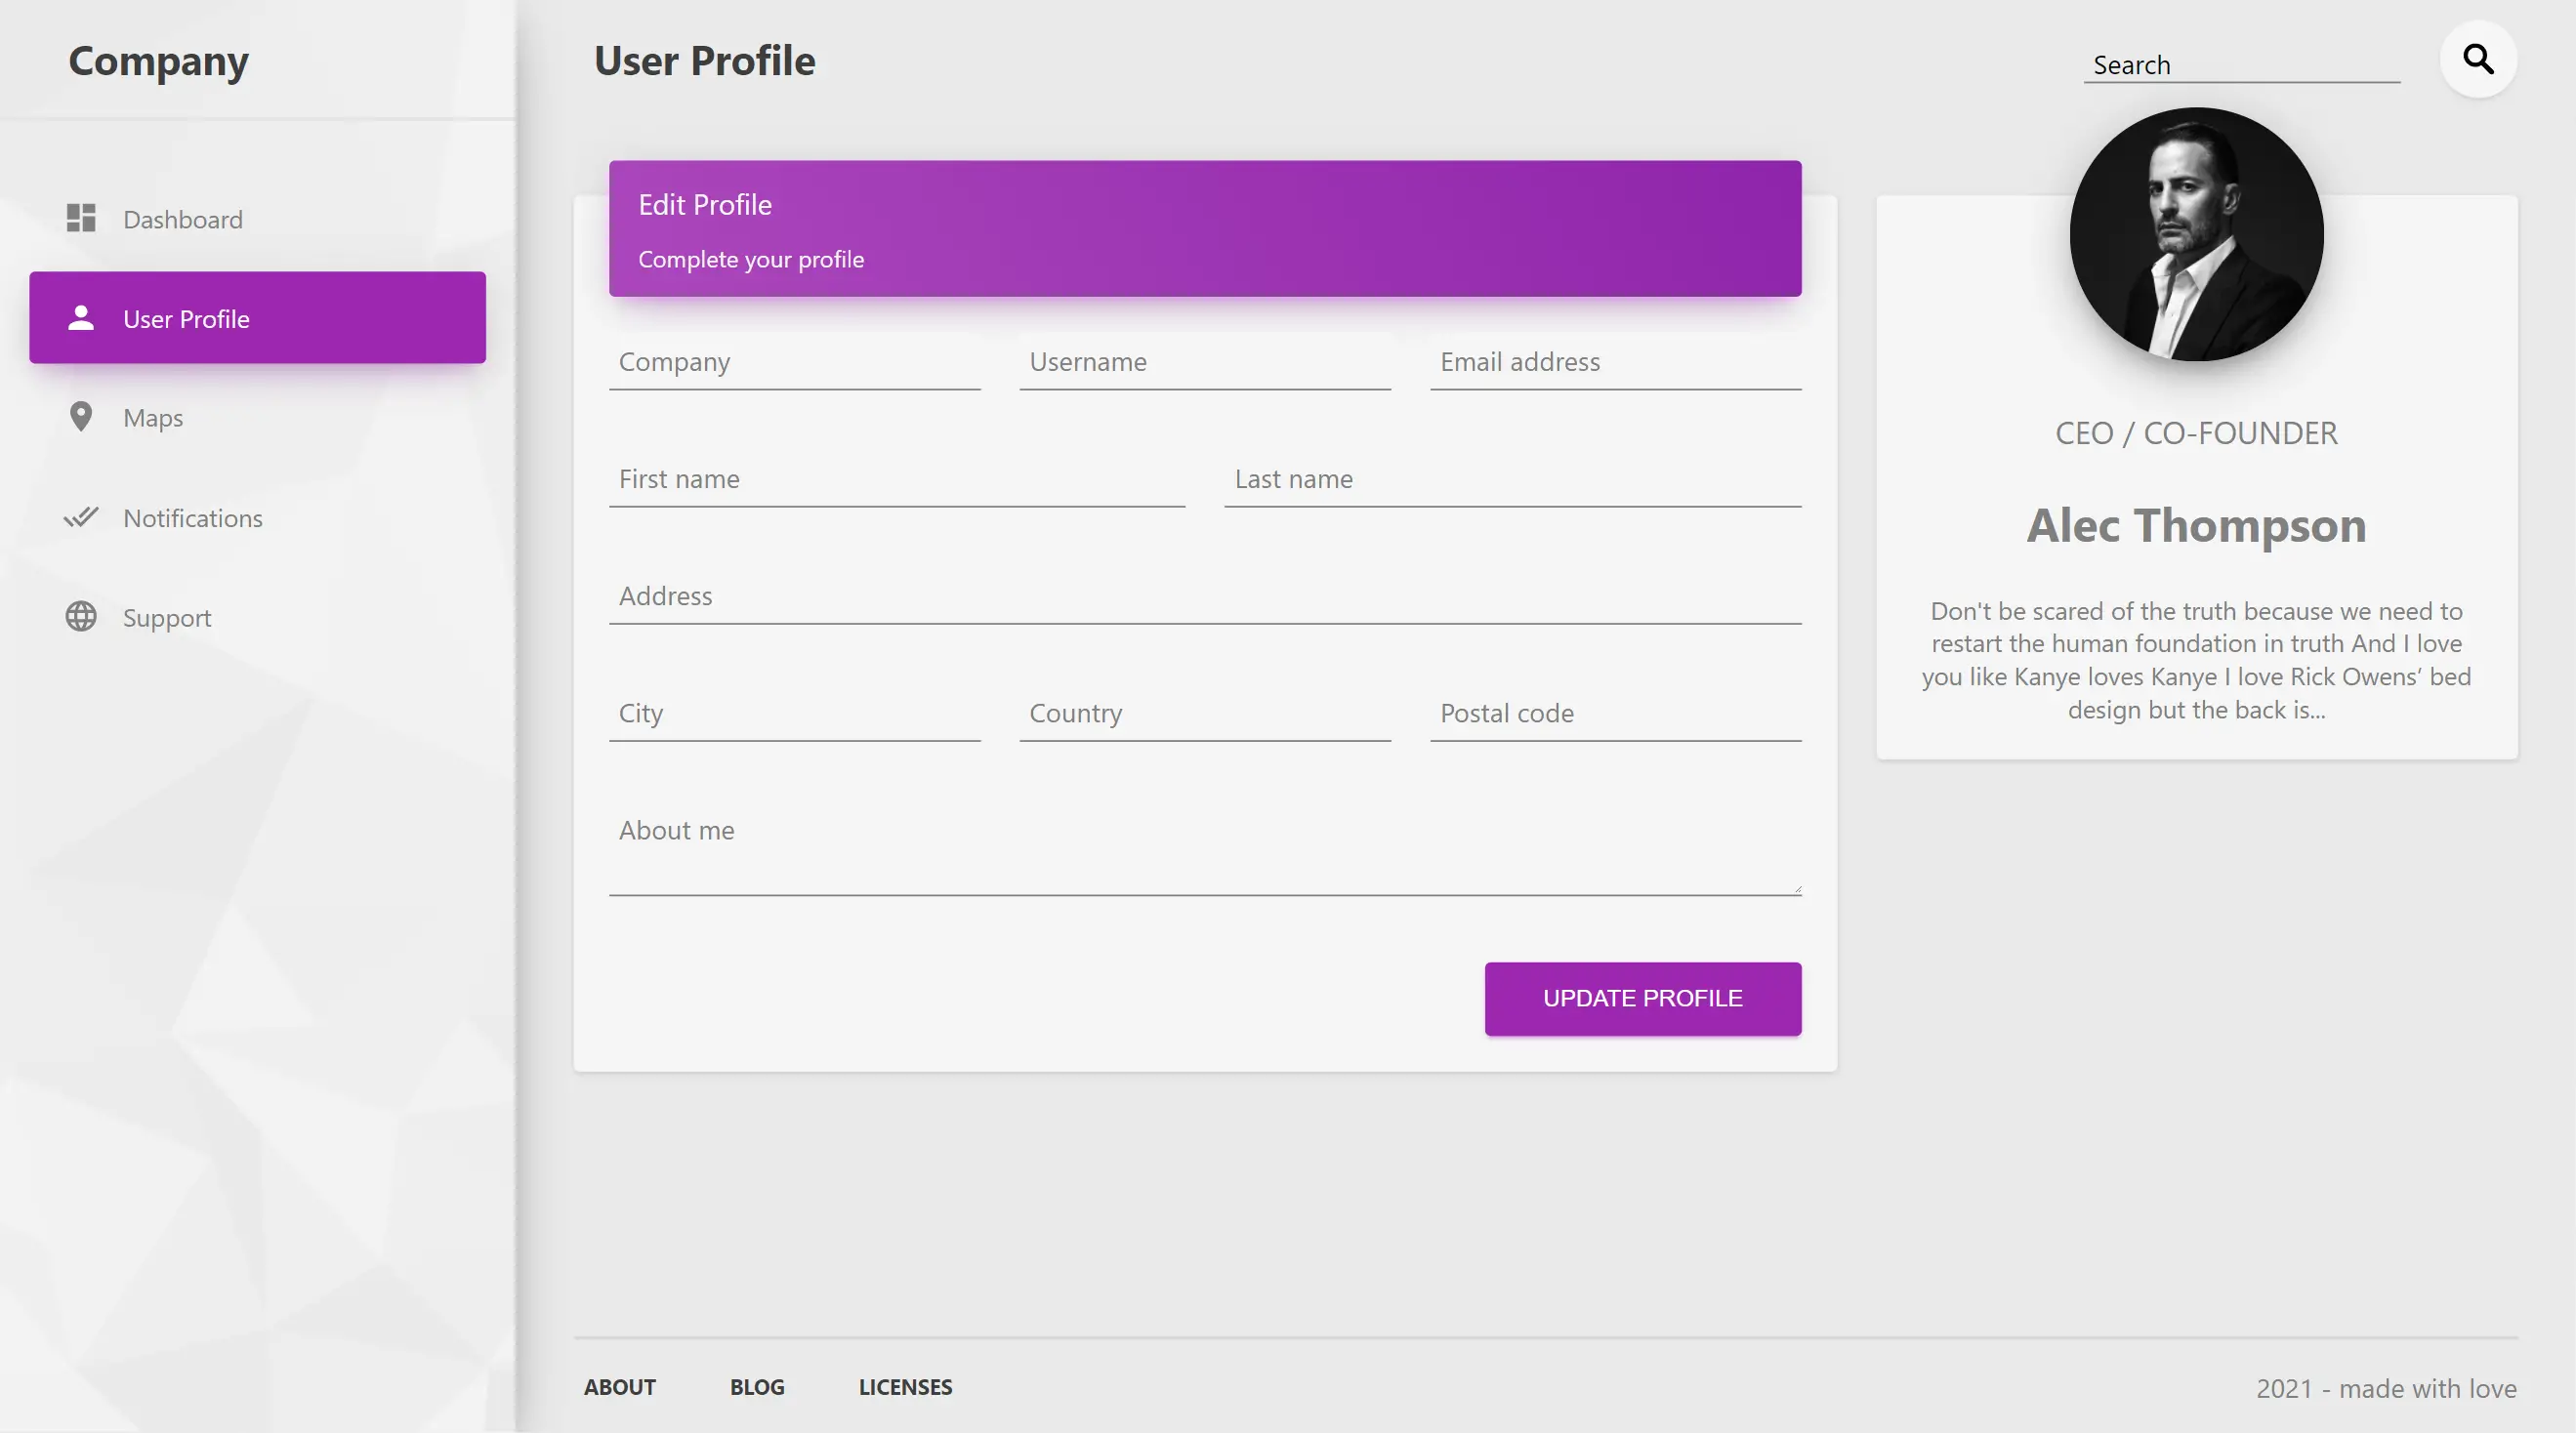 Company
Dashboard
User Profile
Maps
Notifications
Support
User Profile
Search
Edit Profile
Complete your profile
Company
Username
Email address
First name
Last name
Address
City
Country
Postal code
About me
UPDATE PROFILE
CEO / CO-FOUNDER
Alec Thompson
Don't be scared of the truth because we need to
restart the human foundation in truth And I love
you like Kanye loves Kanye I love Rick Owens’ bed
design but the back is...
ABOUT
BLOG
LICENSES
2021 - made with love